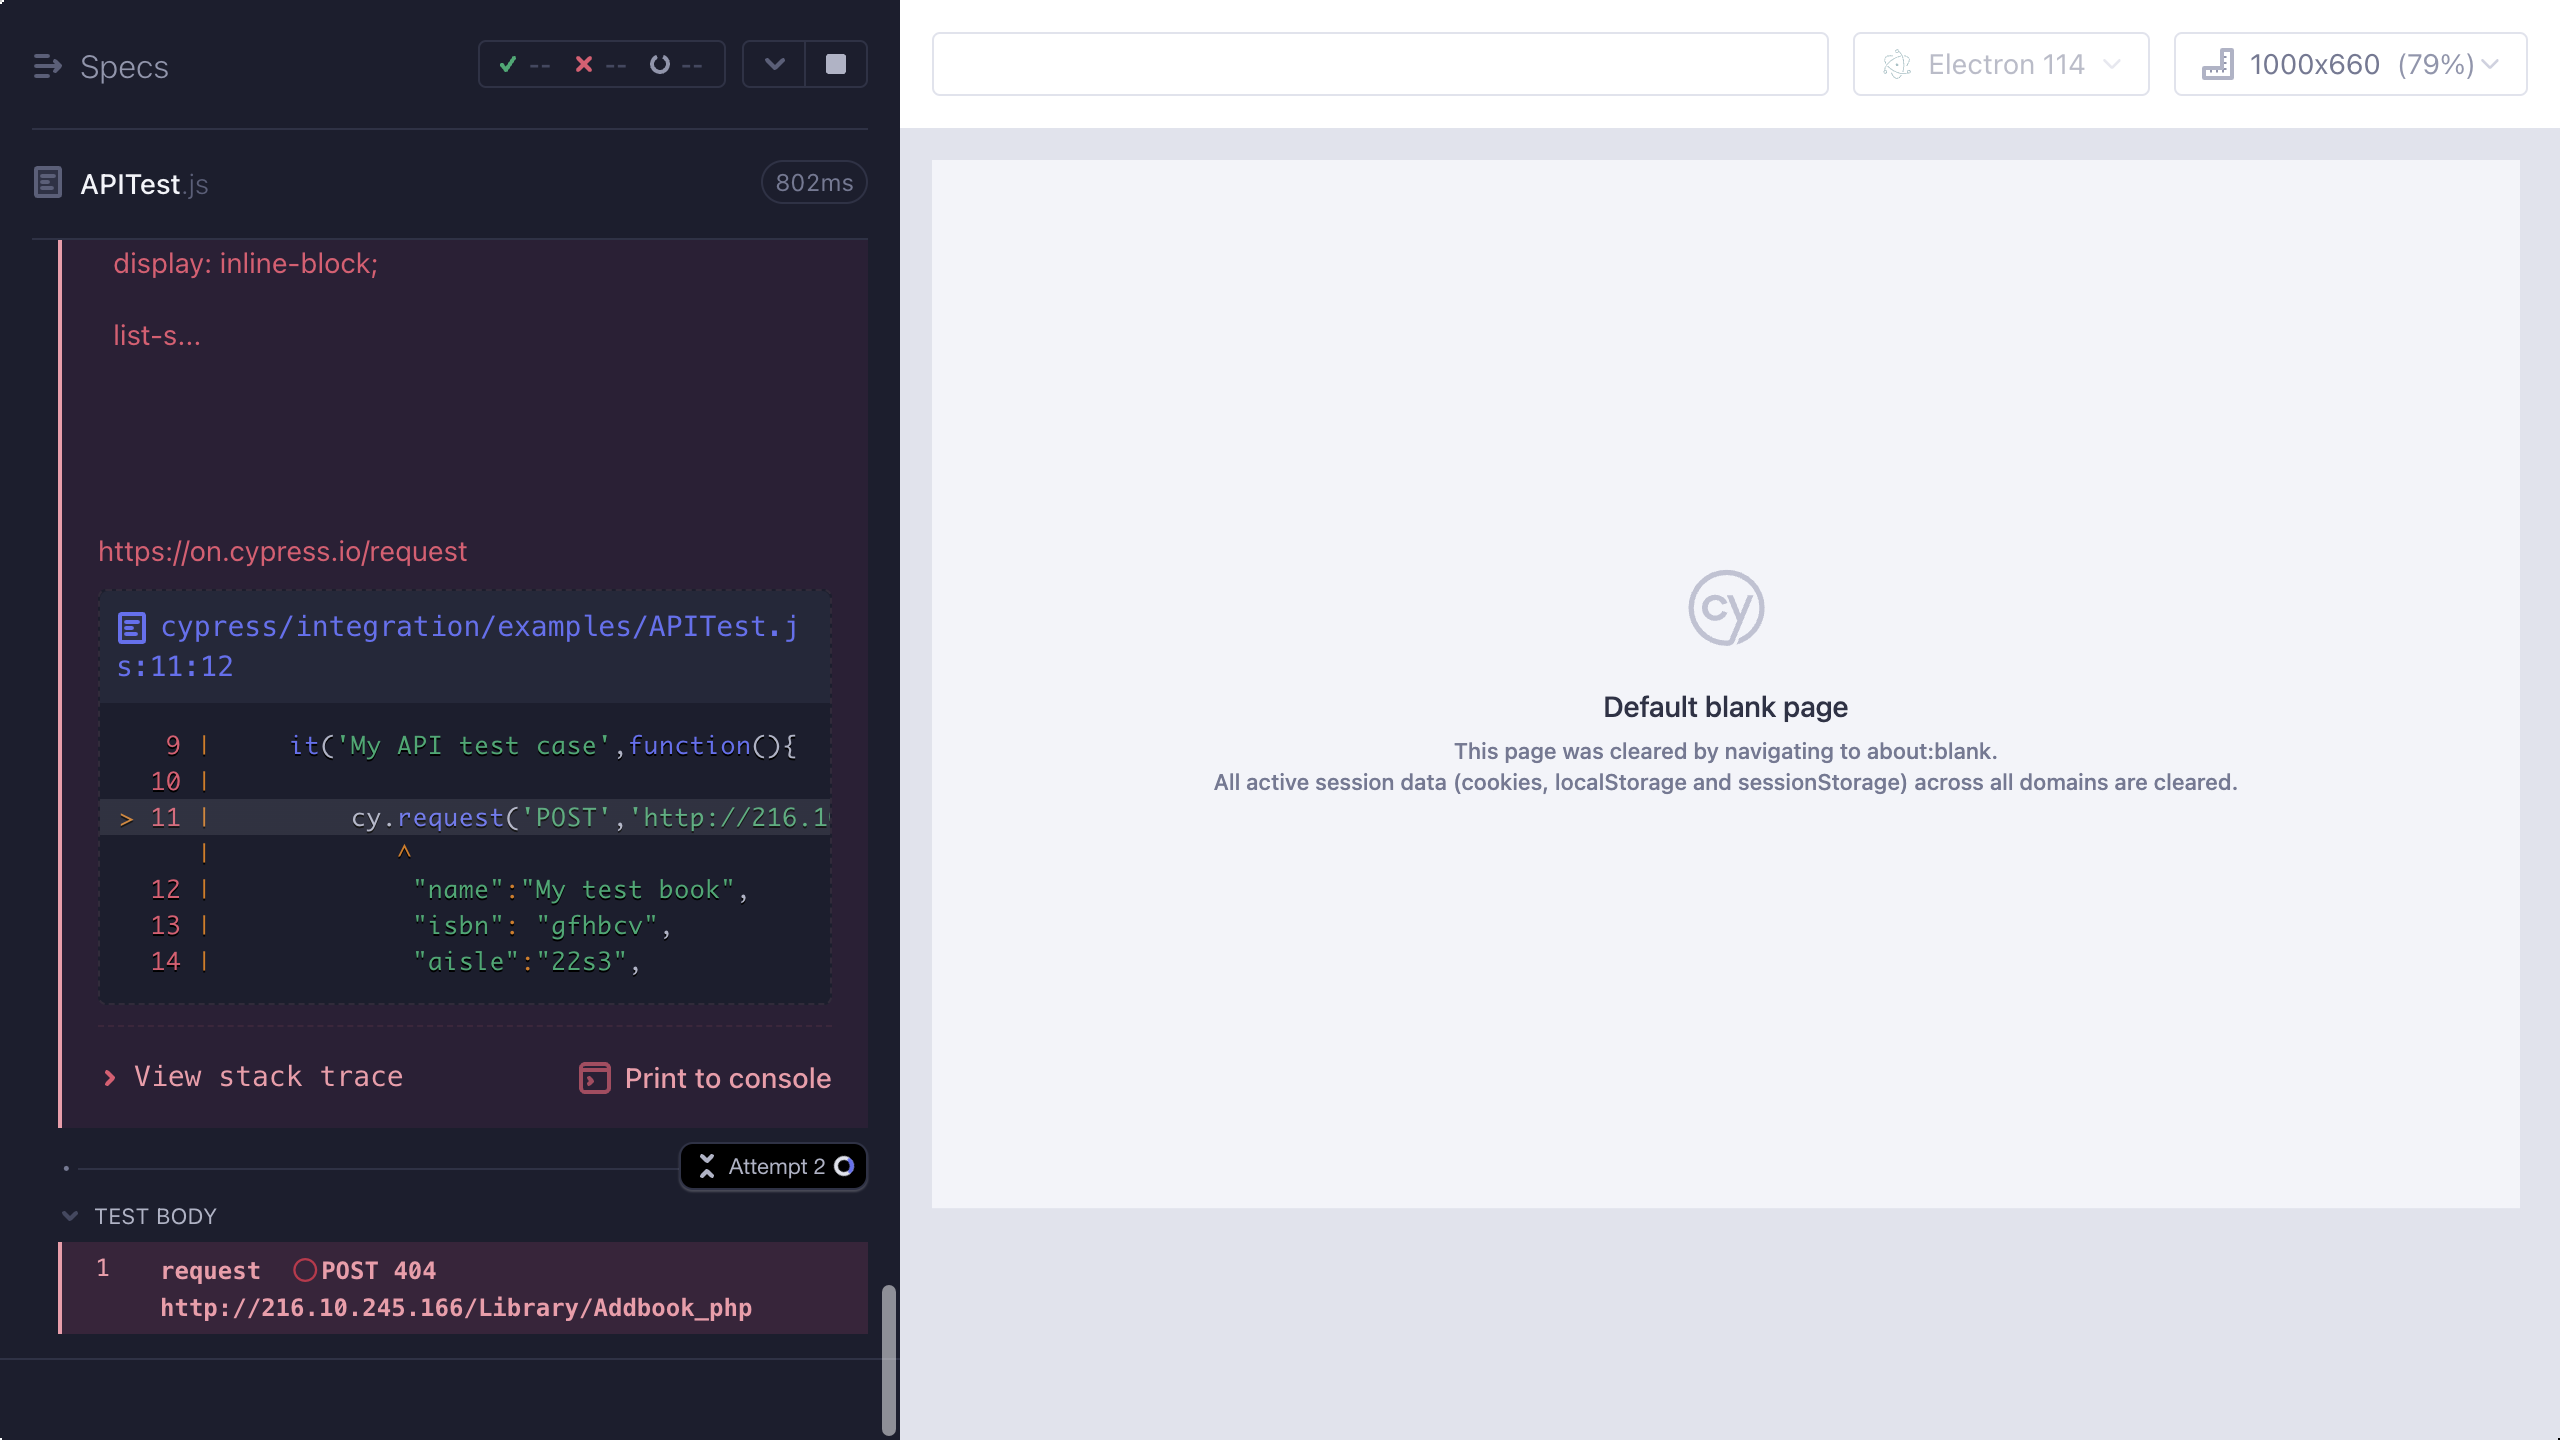 Specs
-- -- --
APITest.js
802ms
display: inline-block;
list-s...
https://on.cypress.io/request
cypress/integration/examples/APITest.j
s:11:12
9 | it('My API test case',function(){
10 |
> 11 | cy.request('POST','http://216.1
| ^
12 | "name":"My test book",
13 | "isbn": "gfhbcv",
14 | "aisle":"22s3",
View stack trace
Print to console
Attempt 2
TEST BODY
1 request POST 404
http://216.10.245.166/Library/Addbook_php
Electron 114
1000x660 (79%)
cy
Default blank page
This page was cleared by navigating to about:blank.
All active session data (cookies, localStorage and sessionStorage) across all domains are cleared.